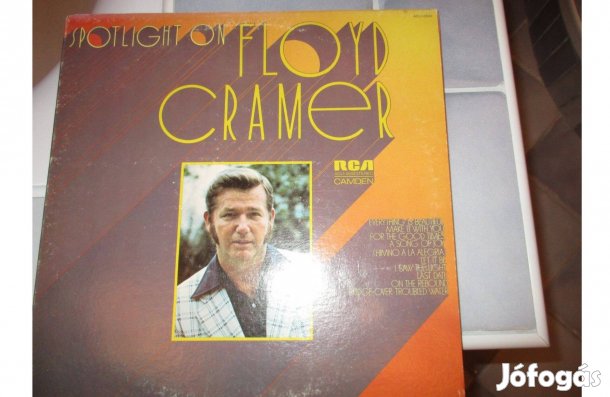 SPOTLIGHT ON
FLOYD
CRAMER
RCA
CAMDEN
EVERYTHING IS BEAUTIFUL
MAKE IT WITH YOU
FOR THE GOOD TIMES
A SONG OF JOY
(HIMNO A LA ALEGRIA)
LET IT BE
I SAW THE LIGHT
LAST DATE
ON THE REBOUND
BRIDGE OVER TROUBLED WATER
Jófogás